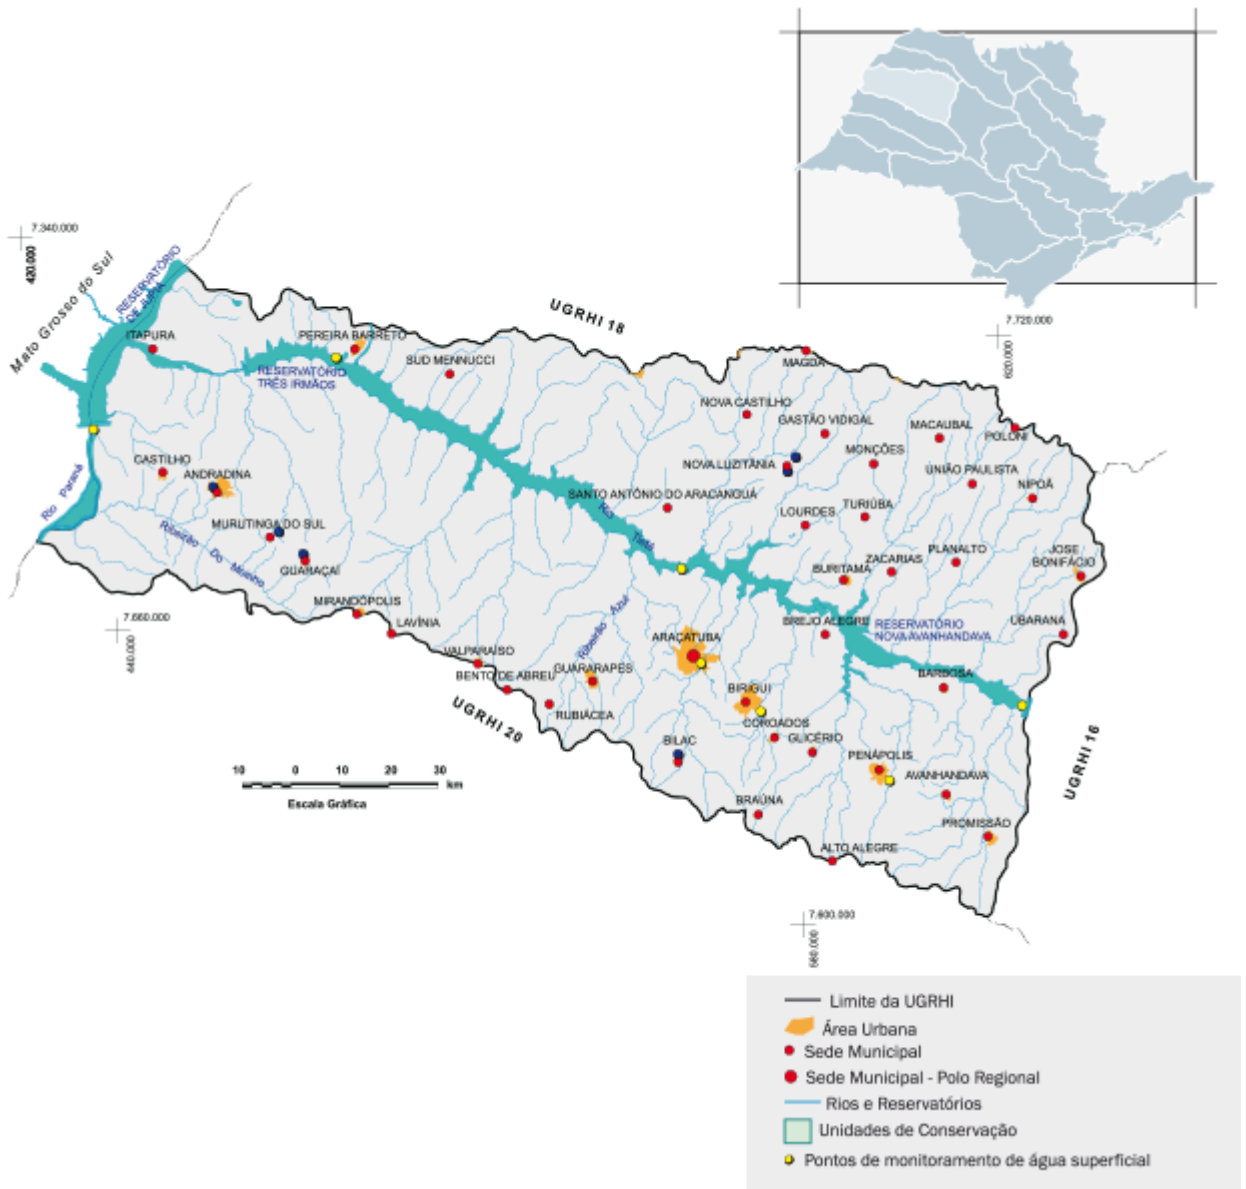 7.340.000
420.000
7.720.000
620.000
Mato Grosso do Sul
RESERVATÓRIO
DE JUPIÁ
UGRHI 18
ITAPURA
PEREIRA BARRETO
RESERVATÓRIO
TRÊS IRMÃOS
SUD MENNUCCI
MAGDA
NOVA CASTILHO
GASTÃO VIDIGAL
MACAUBAL
POLONI
MONÇÕES
NOVA LUZITÂNIA
UNIÃO PAULISTA
NIPOÃ
CASTILHO
ANDRADINA
SANTO ANTÔNIO DO ARACANGUÁ
Rio Paraná
MURUTINGA DO SUL
Rio Tietê
LOURDES
TURIÚBA
Ribeirão Do Moinho
GUARAÇAÍ
BURITAMA
ZACARIAS
PLANALTO
JOSE
BONIFÁCIO
MIRANDÓPOLIS
7.660.000
440.000
LAVÍNIA
Ribeirão Azul
BREJO ALEGRE
RESERVATÓRIO
NOVA AVANHANDAVA
UBARANA
ARAÇATUBA
VALPARAÍSO
BENTO DE ABREU
GUARARAPES
BARBOSA
BIRIGUI
RUBIÁCEA
UGRHI 20
COROADOS
GLICÉRIO
BILAC
PENÁPOLIS
AVANHANDAVA
UGRHI 16
10 0 10 20 30
km
Escala Gráfica
BRAÚNA
PROMISSÃO
ALTO ALEGRE
7.600.000
580.000
Limite da UGRHI
Área Urbana
Sede Municipal
Sede Municipal - Polo Regional
Rios e Reservatórios
Unidades de Conservação
Pontos de monitoramento de água superficial